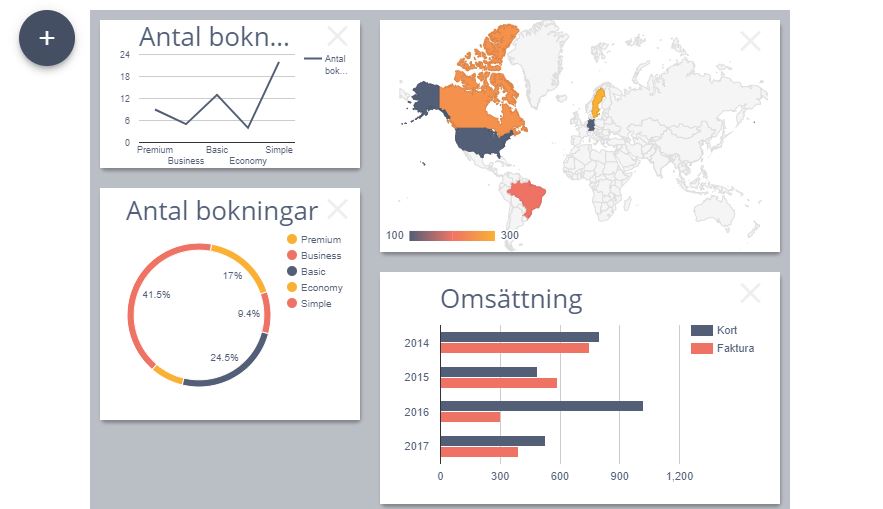 +
Antal bokn...
24
18
12
6
0
Premium
Business
Basic
Economy
Simple
Antal
bok...
100
300
Antal bokningar
Premium
Business
Basic
Economy
Simple
17%
9.4%
24.5%
41.5%
Omsättning
2014
2015
2016
2017
0 300 600 900 1,200
Kort
Faktura